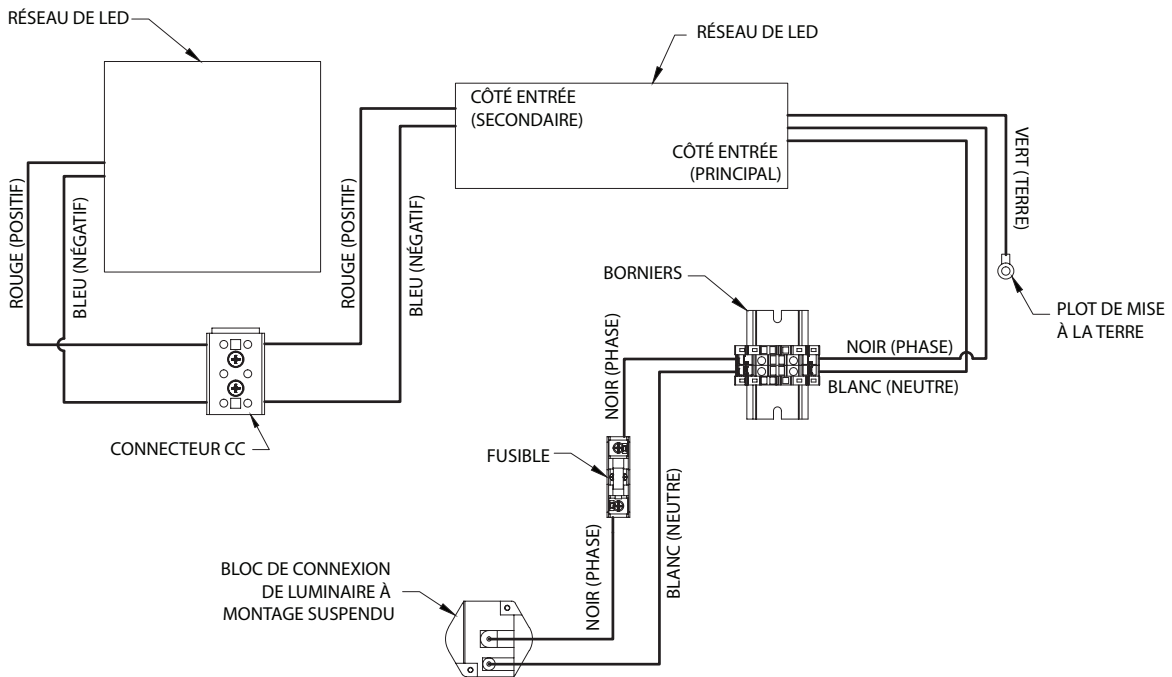 RÉSEAU DE LED
RÉSEAU DE LED
CÔTÉ ENTRÉE
(SECONDAIRE)
CÔTÉ ENTRÉE
(PRINCIPAL)
ROUGE (POSITIF)
BLEU (NÉGATIF)
ROUGE (POSITIF)
BLEU (NÉGATIF)
VERT (TERRE)
BORNIERS
PLOT DE MISE
À LA TERRE
NOIR (PHASE)
BLANC (NEUTRE)
NOIR (PHASE)
CONNECTEUR CC
FUSIBLE
BLANC (NEUTRE)
NOIR (PHASE)
BLOC DE CONNEXION
DE LUMINAIRE À
MONTAGE SUSPENDU